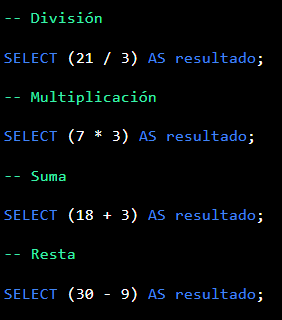 -- División
SELECT (21 / 3) AS resultado;
-- Multiplicación
SELECT (7 * 3) AS resultado;
-- Suma
SELECT (18 + 3) AS resultado;
-- Resta
SELECT (30 - 9) AS resultado;